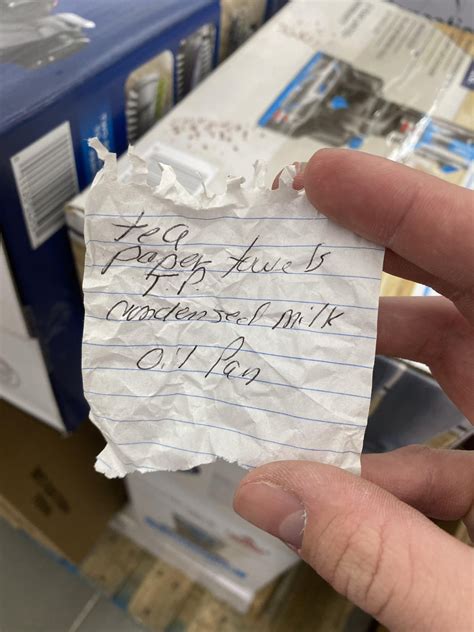 tea
paper towels
T.P.
condensed milk
oil Pan